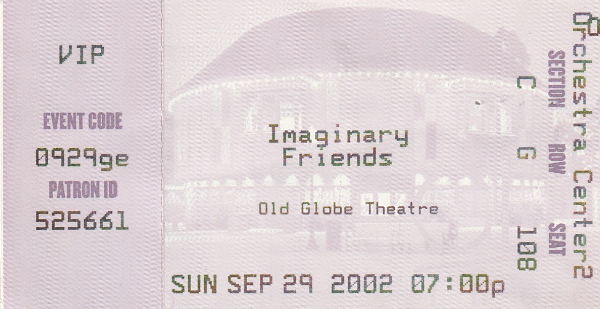 VIP
EVENT CODE
0929ge
PATRON ID
525661
Imaginary
Friends
Old Globe Theatre
SUN SEP 29 2002 07:00p
Orchestra Center2
SECTION ROW SEAT
C G 108